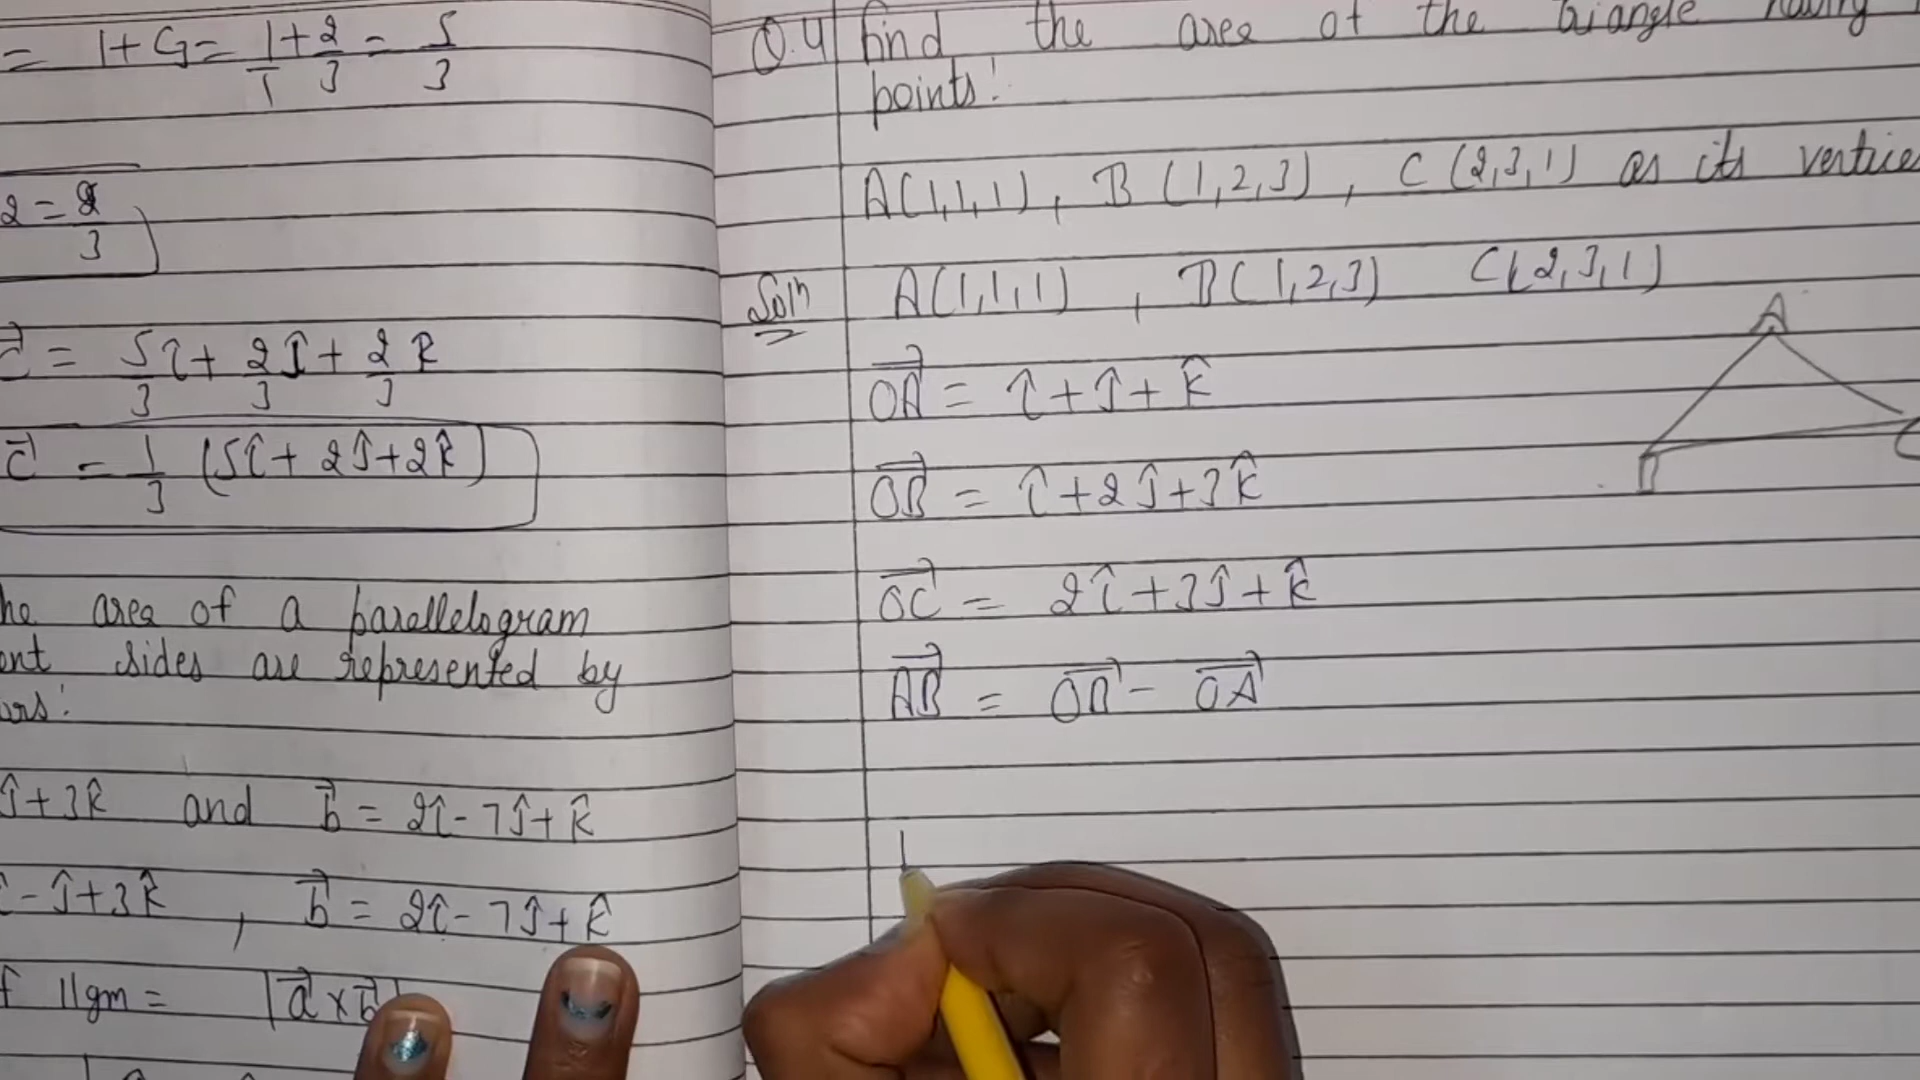 = 1+G = 1/1 + 2/3 = 5/3
2 = 2/3
c⃗ = 5/3 î + 2/3 ĵ + 2/3 k̂
c⃗ = 1/3 (5î + 2ĵ + 2k̂)
he area of a parellelogram
ent sides are represented by
ors:
ĵ + 3k̂ and b⃗ = 2î - 7ĵ + k̂
- ĵ + 3k̂ , b⃗ = 2î - 7ĵ + k̂
f ||gm = |a⃗ x b⃗|
Q.4 find the area of the triangle having
points:
A(1,1,1), B(1,2,3), C(2,3,1) as its vertices
Soln A(1,1,1) , B(1,2,3) C(2,3,1)
A
B
C
OA⃗ = î + ĵ + k̂
OB⃗ = î + 2ĵ + 3k̂
OC⃗ = 2î + 3ĵ + k̂
AB⃗ = OB⃗ - OA⃗